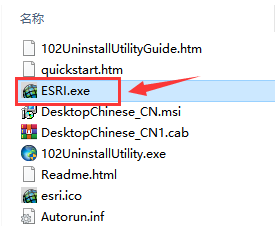 名称
102UninstallUtilityGuide.htm
quickstart.htm
ESRI.exe
DesktopChinese_CN.msi
DesktopChinese_CN1.cab
102UninstallUtility.exe
Readme.html
esri.ico
Autorun.inf